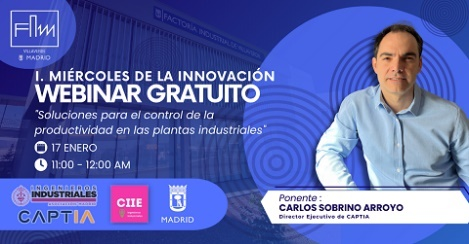 VILLAVERDE
MADRID
FACTORÍA INDUSTRIAL
I. MIÉRCOLES DE LA INNOVACIÓN
WEBINAR GRATUITO
"Soluciones para el control de la
productividad en las plantas industriales"
17 ENERO
11:00 - 12:00 AM
INGENIEROS
INDUSTRIALES
CAPTIA
CIIE
MADRID
Ponente :
CARLOS SOBRINO ARROYO
Director Ejecutivo de CAPTIA